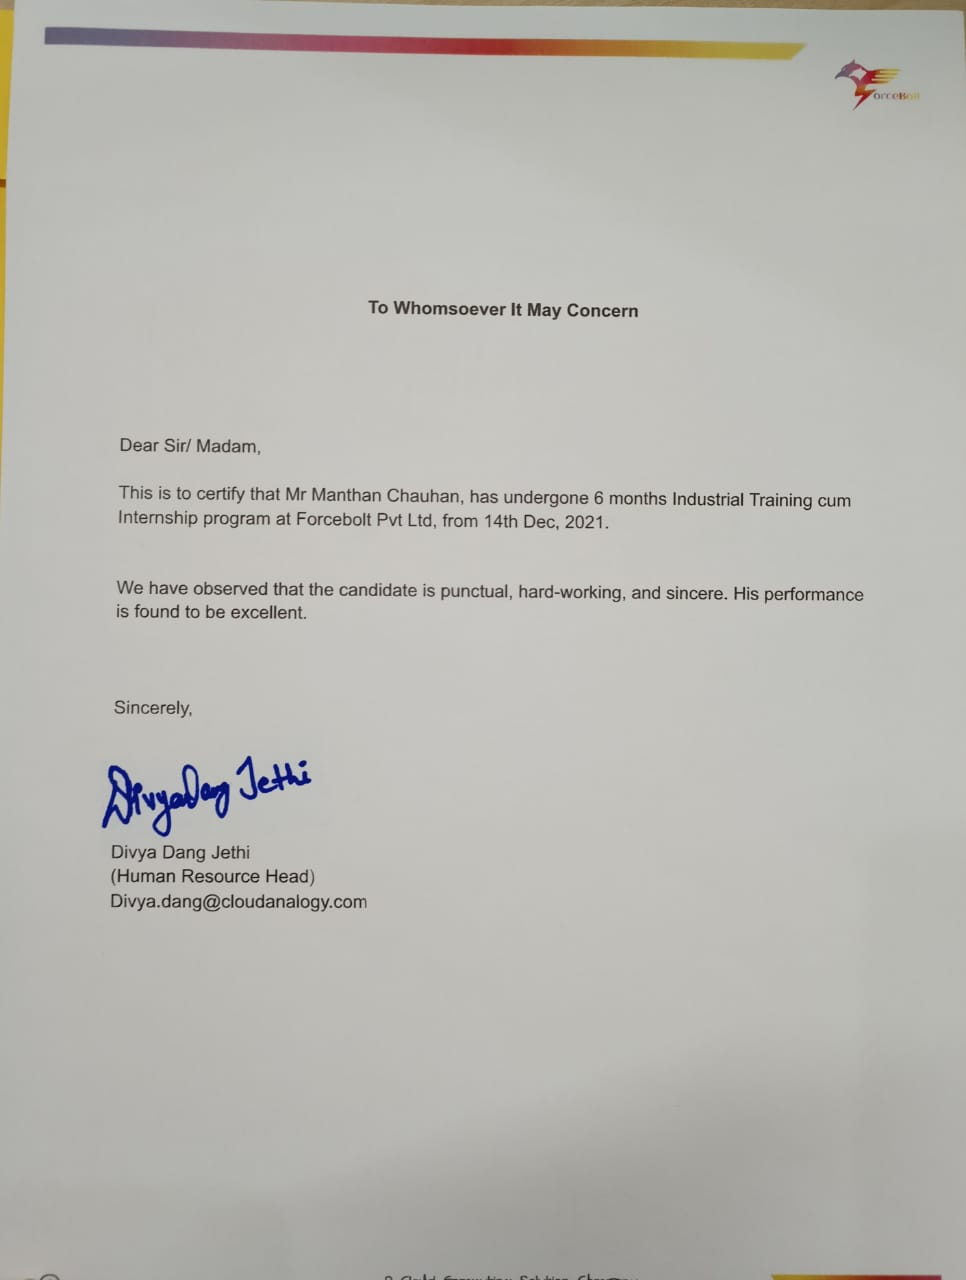 orceBolt
To Whomsoever It May Concern
Dear Sir/ Madam,
This is to certify that Mr Manthan Chauhan, has undergone 6 months Industrial Training cum
Internship program at Forcebolt Pvt Ltd, from 14th Dec, 2021.
We have observed that the candidate is punctual, hard-working, and sincere. His performance
is found to be excellent.
Sincerely,
Divya Dang Jethi
Divya Dang Jethi
(Human Resource Head)
Divya.dang@cloudanalogy.com